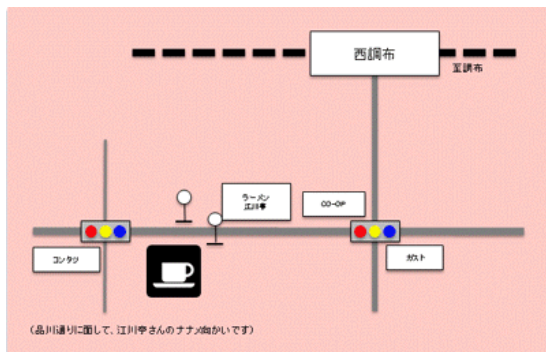 西調布
至調布
ラーメン
江川亭
CO-OP
コンタツ
ガスト
(品川通りに面して、江川亭さんのナナメ向かいです)